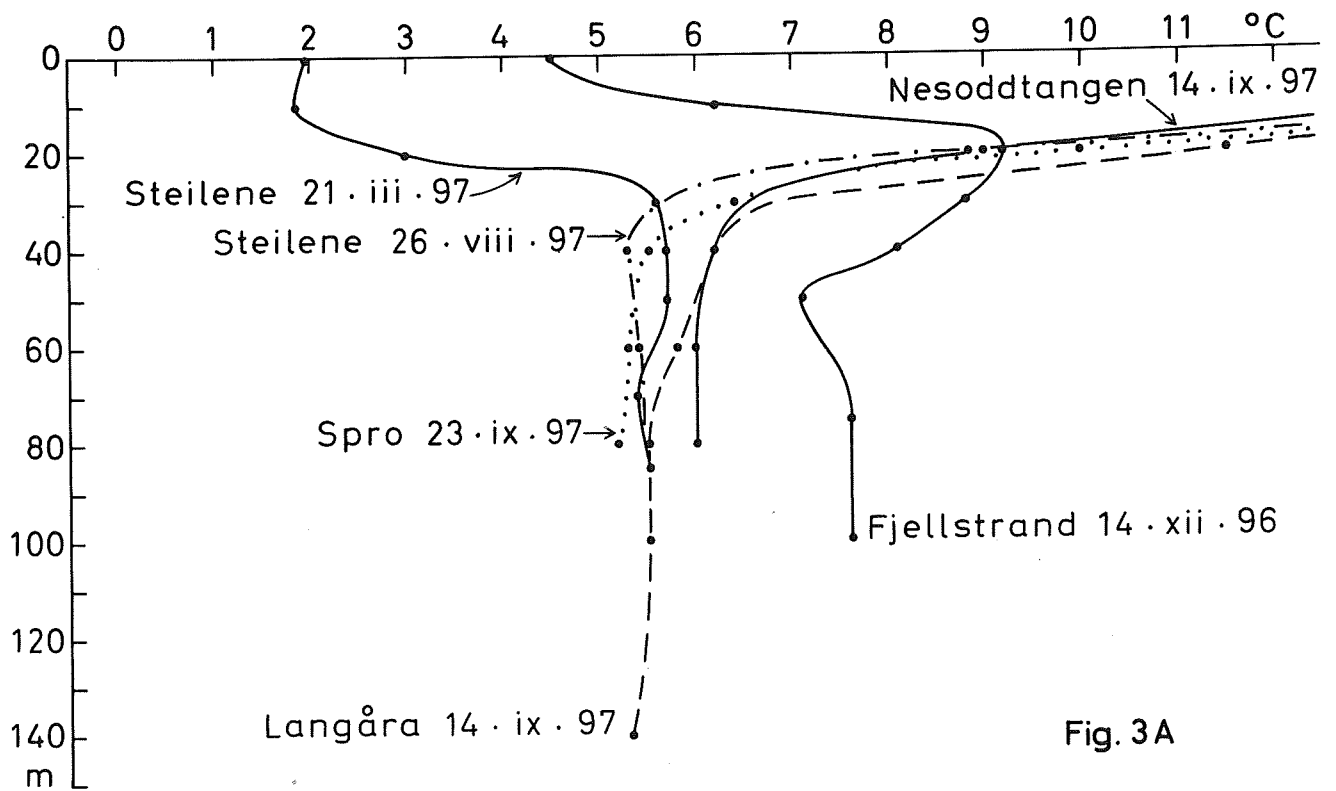 0 1 2 3 4 5 6 7 8 9 10 11 °C
0
Nesoddtangen 14 · ix · 97
20
Steilene 21 · iii · 97
Steilene 26 · viii · 97
40
60
Spro 23 · ix · 97
80
100
Fjellstrand 14 · xii · 96
120
Langåra 14 · ix · 97
140
Fig. 3A
m